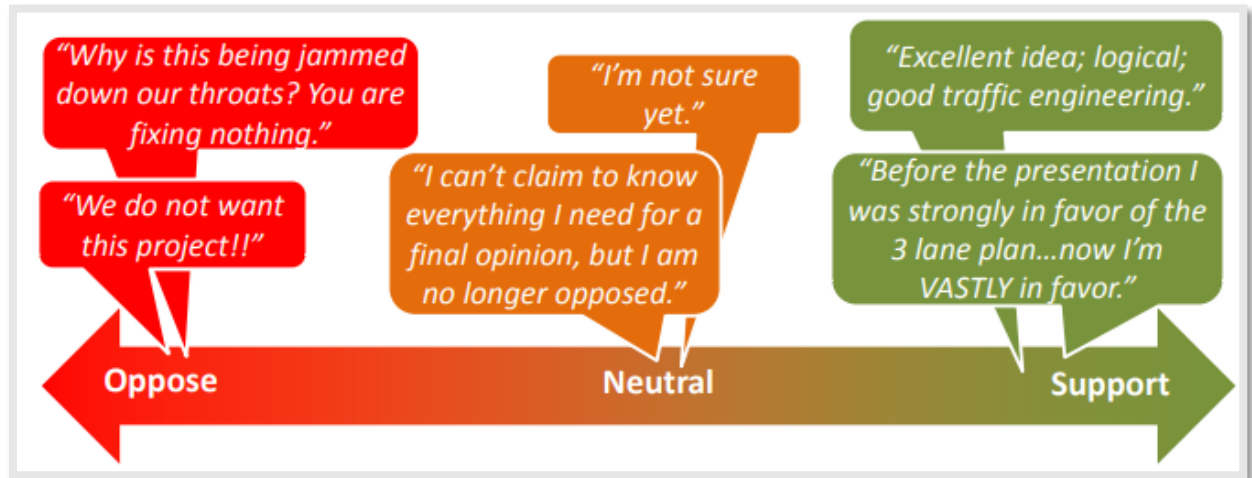 “Why is this being jammed
down our throats? You are
fixing nothing.”
“We do not want
this project!!”
“I’m not sure
yet.”
“I can’t claim to know
everything I need for a
final opinion, but I am
no longer opposed.”
“Excellent idea; logical;
good traffic engineering.”
“Before the presentation I
was strongly in favor of the
3 lane plan...now I’m
VASTLY in favor.”
Oppose
Neutral
Support